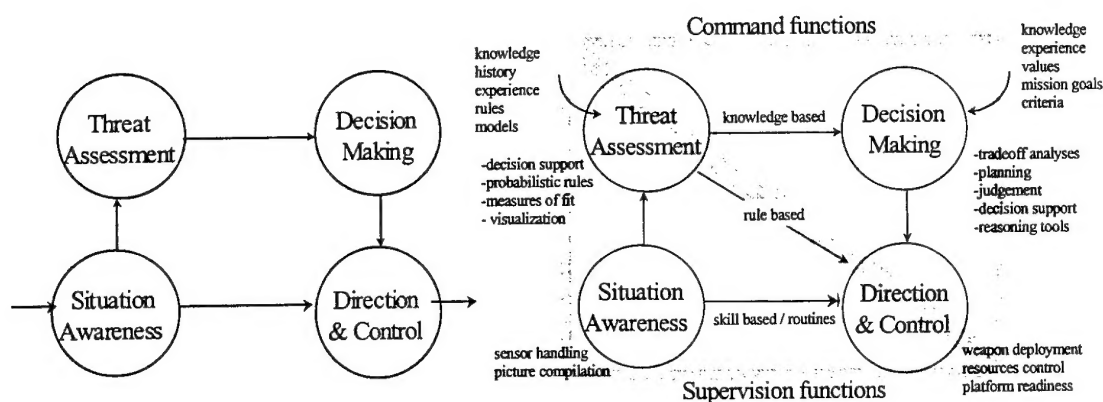 Threat
Assessment
Decision
Making
Situation
Awareness
Direction
& Control
Command functions
knowledge
history
experience
rules
models
knowledge
experience
values
mission goals
criteria
Threat
Assessment
knowledge based
Decision
Making
-decision support
-probabilistic rules
-measures of fit
- visualization
rule based
-tradeoff analyses
-planning
-judgement
-decision support
-reasoning tools
Situation
Awareness
skill based / routines
Direction
& Control
sensor handling
picture compilation
weapon deployment
resources control
platform readiness
Supervision functions